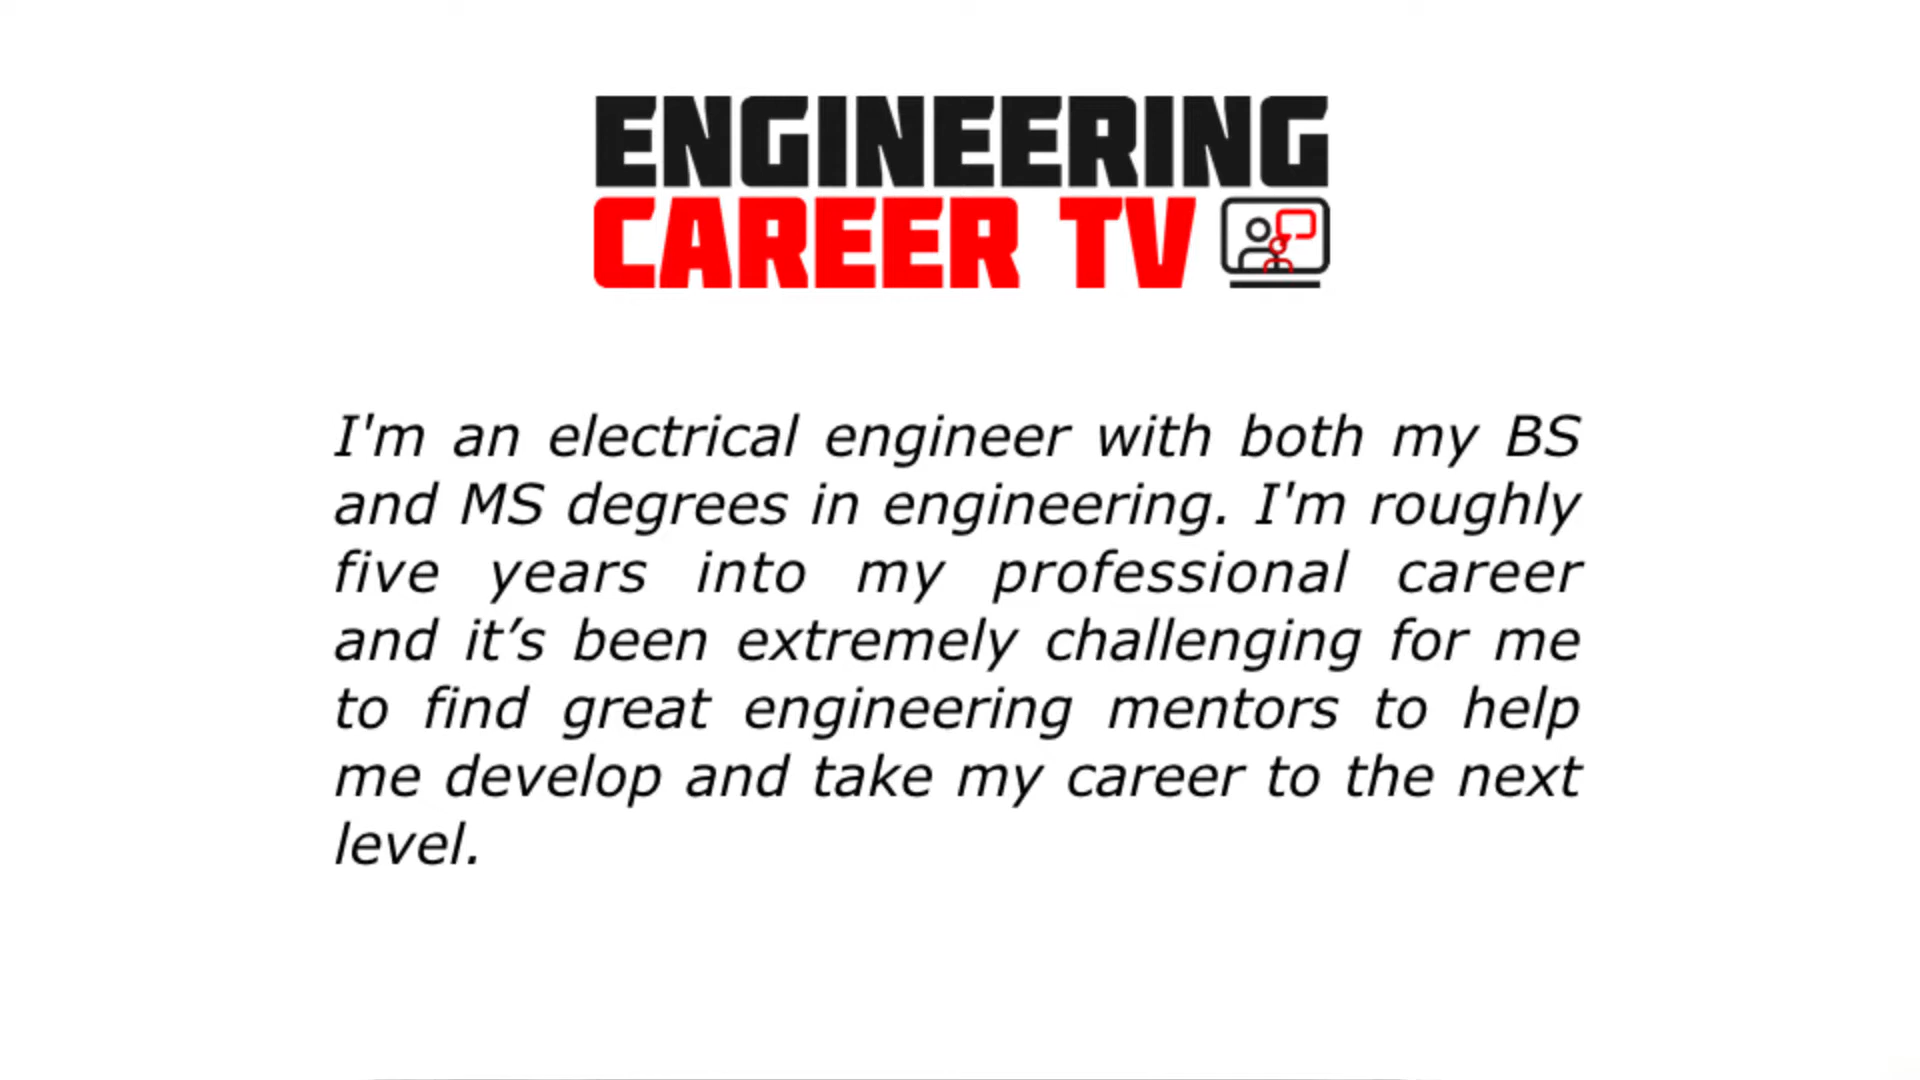 ENGINEERING
CAREER TV
I'm an electrical engineer with both my BS
and MS degrees in engineering. I'm roughly
five years into my professional career
and it’s been extremely challenging for me
to find great engineering mentors to help
me develop and take my career to the next
level.